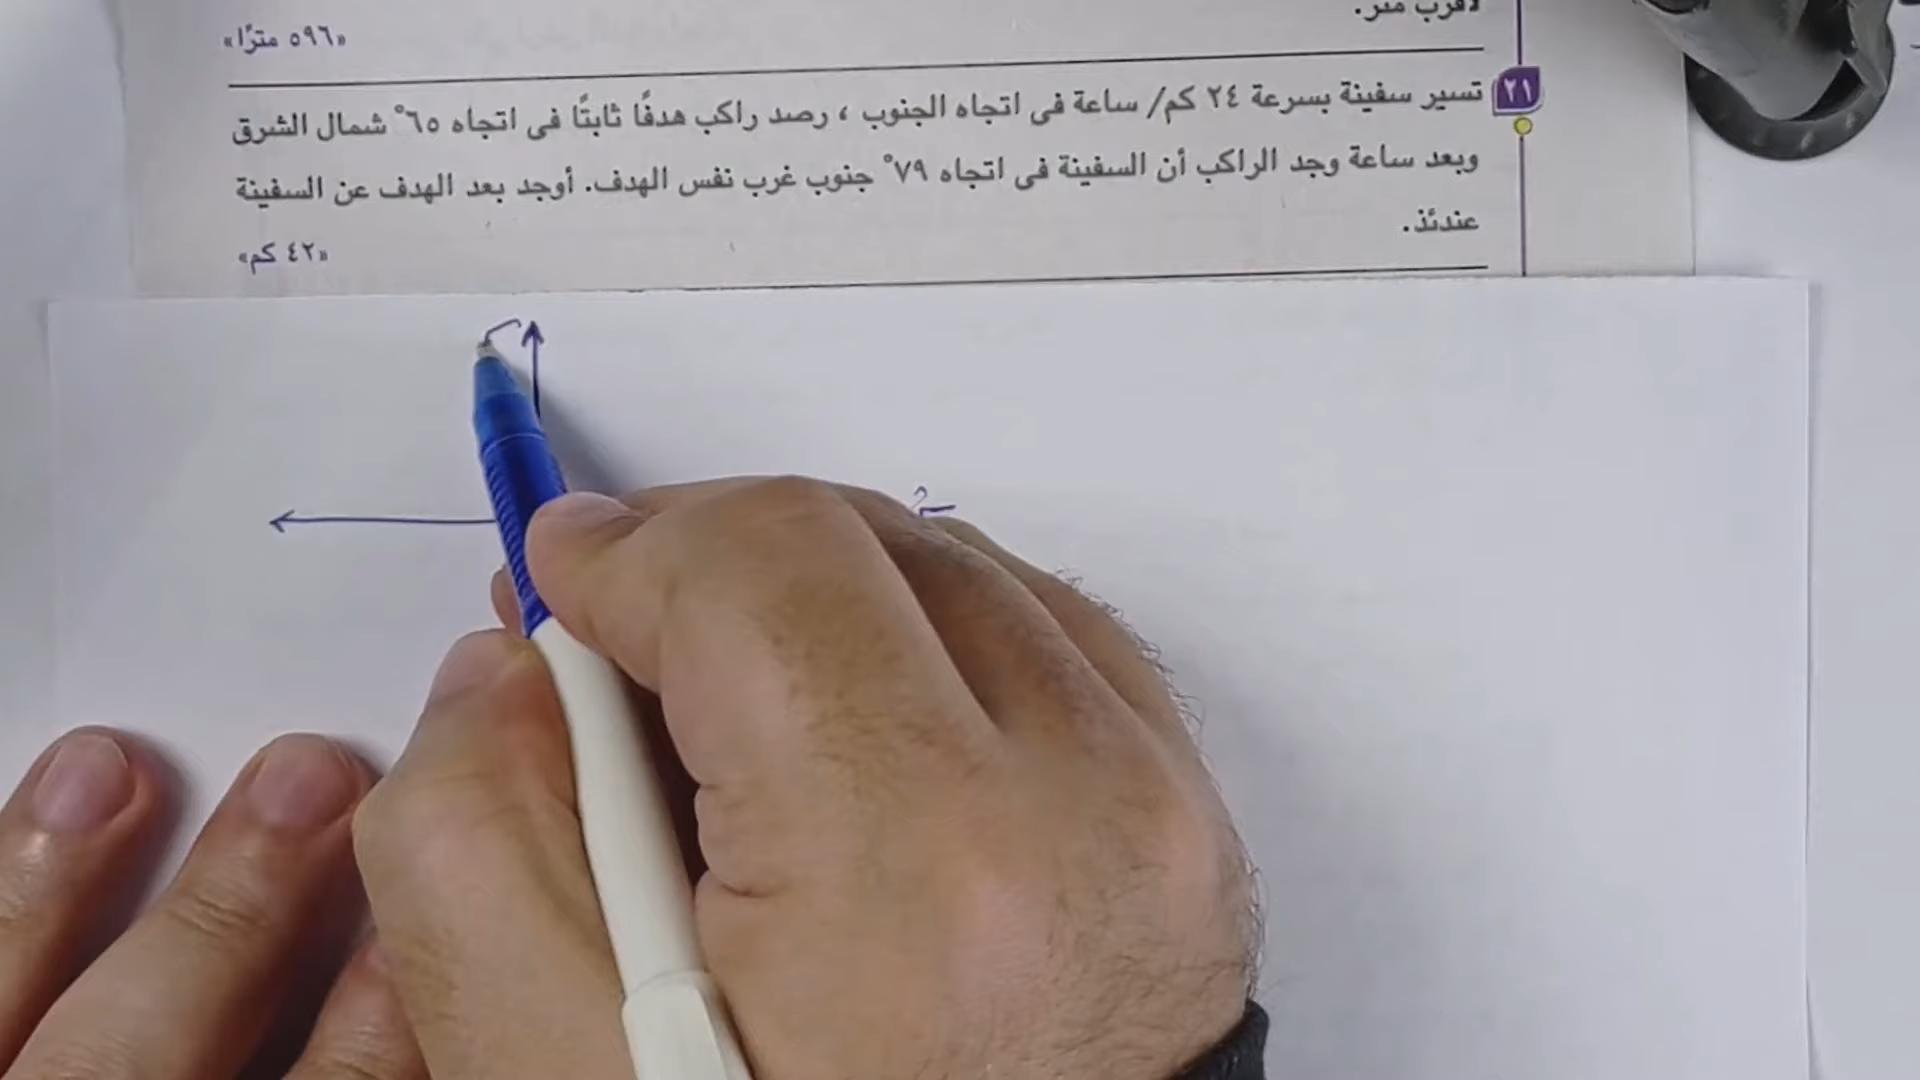 لأقرب متر.
«٥٩٦ مترًا»
٢١ تسير سفينة بسرعة ٢٤ كم/ ساعة فى اتجاه الجنوب ، رصد راكب هدفًا ثابتًا فى اتجاه ٦٥° شمال الشرق
وبعد ساعة وجد الراكب أن السفينة فى اتجاه ٧٩° جنوب غرب نفس الهدف. أوجد بعد الهدف عن السفينة
عندئذ.
«٤٢ كم»